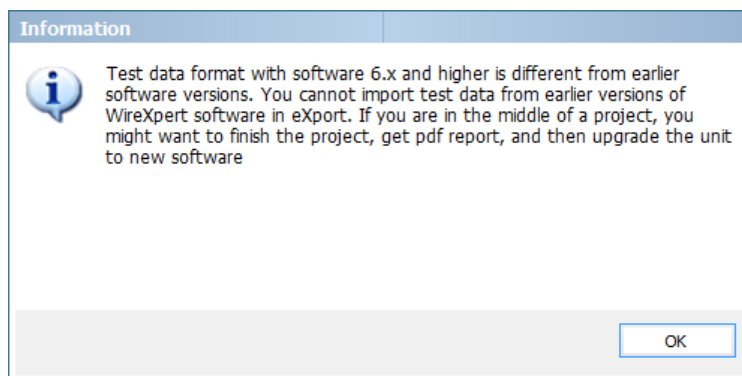 Information
Test data format with software 6.x and higher is different from earlier
software versions. You cannot import test data from earlier versions of
WireXpert software in eXport. If you are in the middle of a project, you
might want to finish the project, get pdf report, and then upgrade the unit
to new software
OK